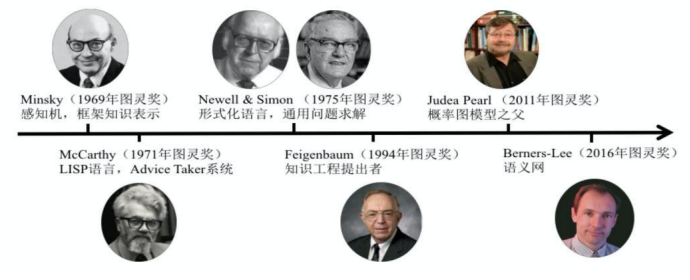 Minsky（1969年图灵奖）
感知机，框架知识表示
Newell & Simon （1975年图灵奖）
形式化语言，通用问题求解
Judea Pearl （2011年图灵奖）
概率图模型之父
McCarthy（1971年图灵奖）
LISP语言，Advice Taker系统
Feigenbaum（1994年图灵奖）
知识工程提出者
Berners-Lee（2016年图灵奖）
语义网